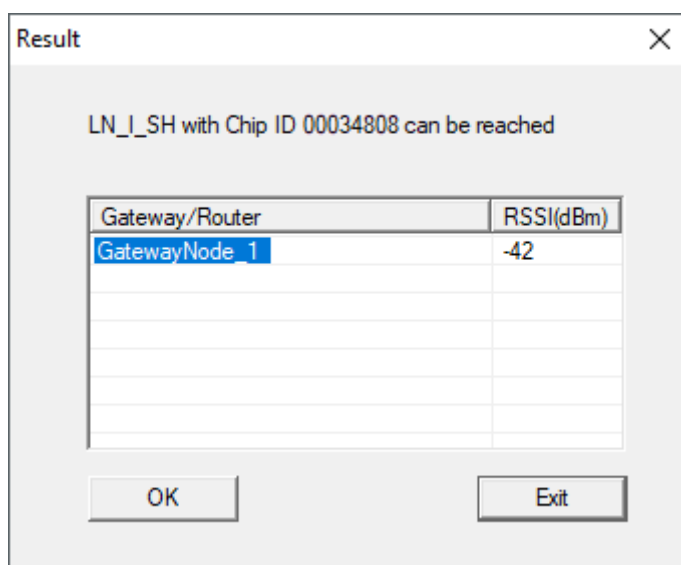 Result
LN_I_SH with Chip ID 00034808 can be reached
Gateway/Router RSSI(dBm)
GatewayNode_1 -42
OK Exit